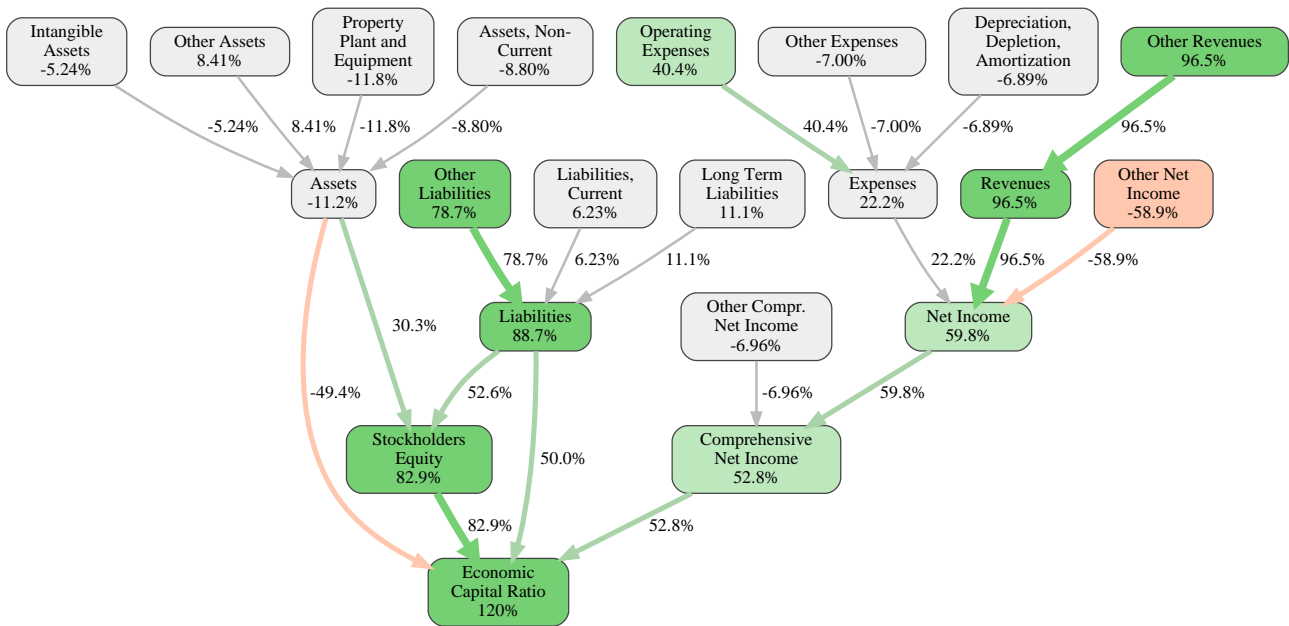 Intangible
Assets
-5.24%
Other Assets
8.41%
Property
Plant and
Equipment
-11.8%
Assets, Non-
Current
-8.80%
Operating
Expenses
40.4%
Other Expenses
-7.00%
Depreciation,
Depletion,
Amortization
-6.89%
Other Revenues
96.5%
-5.24%
8.41%
-11.8%
-8.80%
40.4%
-7.00%
-6.89%
96.5%
Assets
-11.2%
Other
Liabilities
78.7%
Liabilities,
Current
6.23%
Long Term
Liabilities
11.1%
Expenses
22.2%
Revenues
96.5%
Other Net
Income
-58.9%
78.7%
6.23%
11.1%
22.2%
96.5%
-58.9%
30.3%
Liabilities
88.7%
Other Compr.
Net Income
-6.96%
Net Income
59.8%
-49.4%
52.6%
-6.96%
59.8%
Stockholders
Equity
82.9%
50.0%
Comprehensive
Net Income
52.8%
82.9%
52.8%
Economic
Capital Ratio
120%